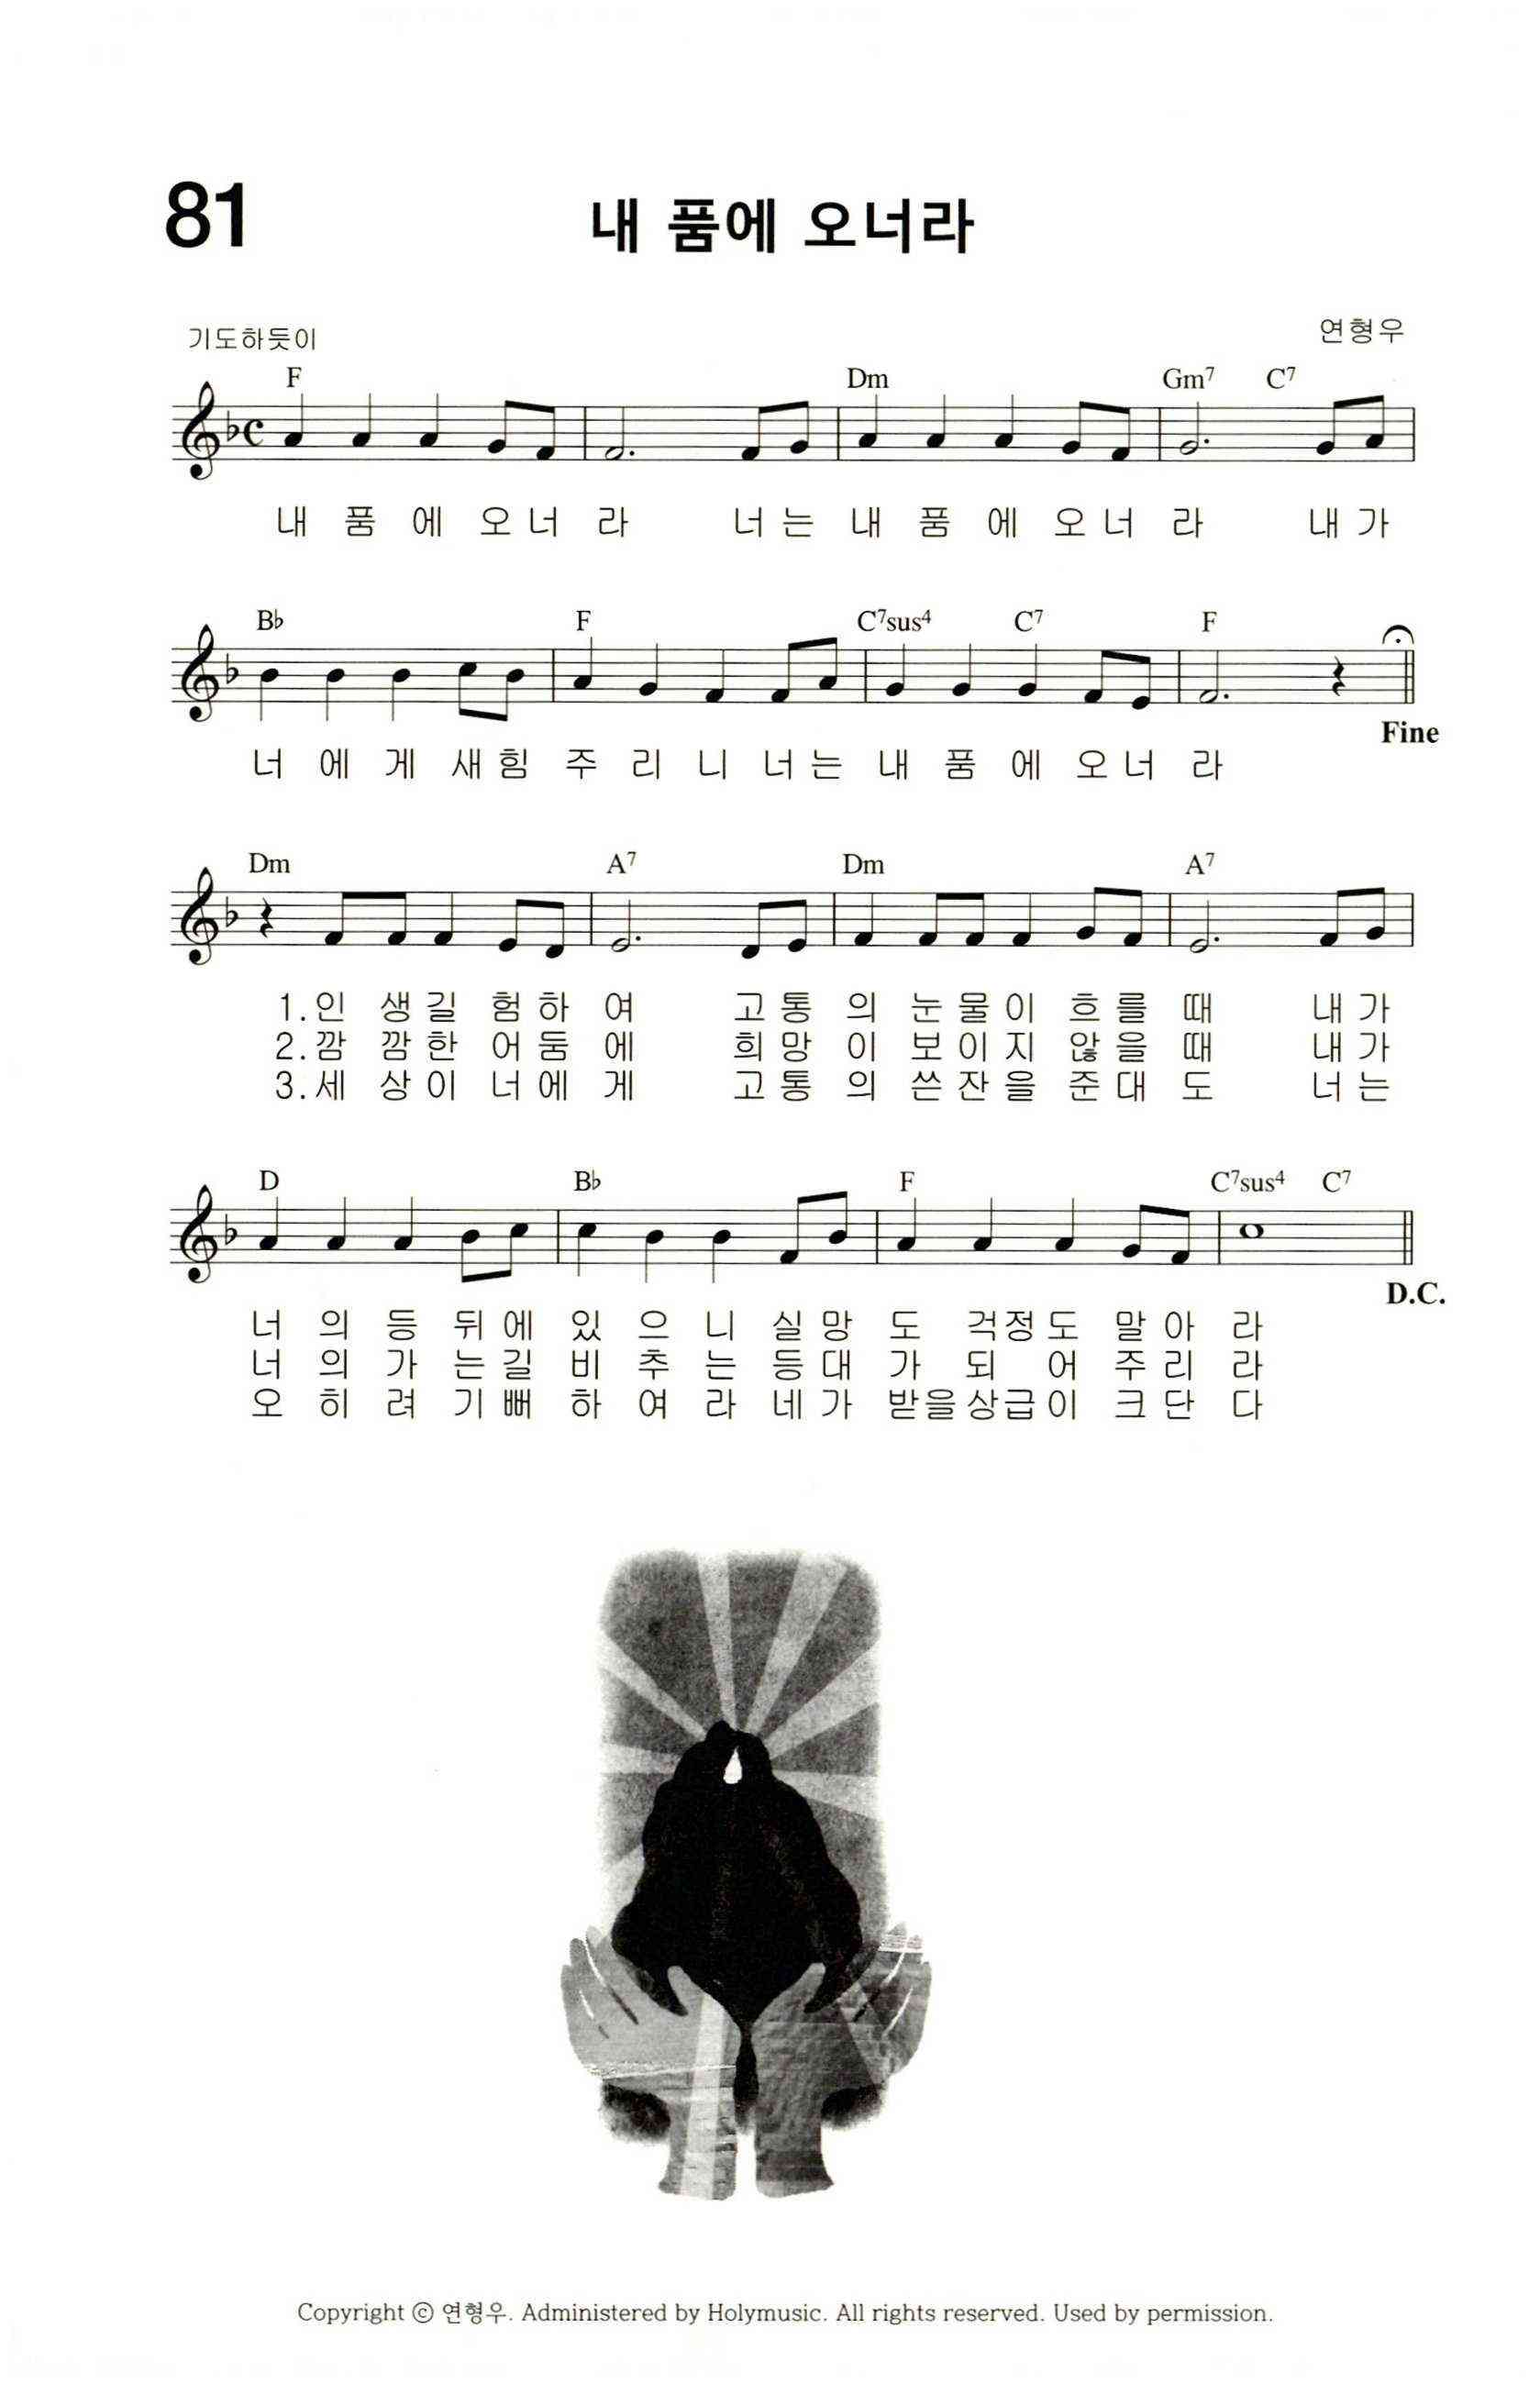 81
내 품에 오너라
기도하듯이
연형우
F Dm Gm7 C7
내 품 에 오 너 라 너 는 내 품 에 오 너 라 내 가
B♭ F C7sus4 C7 F
Fine
너 에 게 새 힘 주 리 니 너 는 내 품 에 오 너 라
Dm A7 Dm A7
1.인 생 길 험 하 여 고 통 의 눈 물 이 흐 를 때 내 가
2.깜 깜 한 어 둠 에 희 망 이 보 이 지 않 을 때 내 가
3.세 상 이 너 에 게 고 통 의 쓴 잔 을 준 대 도 너 는
D B♭ F C7sus4 C7
D.C.
너 의 등 뒤 에 있 으 니 실 망 도 걱정 도 말 아 라
너 의 가 는 길 비 추 는 등 대 가 되 어 주 리 라
오 히 려 기 뻐 하 여 라 네 가 받을 상급 이 크 단 다
Copyright ⓒ 연형우. Administered by Holymusic. All rights reserved. Used by permission.